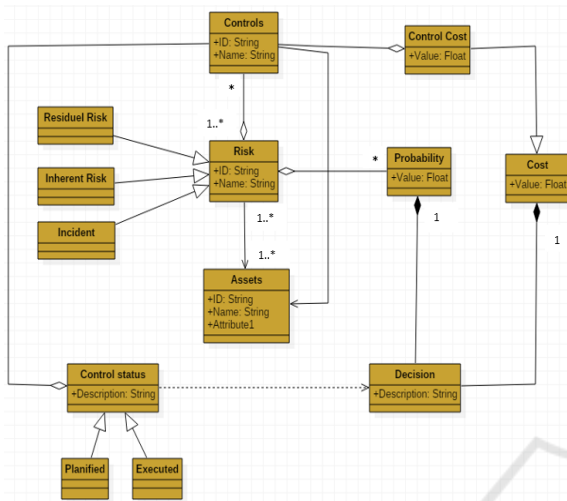 Controls
+ID: String
+Name: String
Control Cost
+Value: Float
*
1..*
Residuel Risk
Inherent Risk
Incident
Risk
+ID: String
+Name: String
*
Probability
+Value: Float
Cost
+Value: Float
1..*
1
1
1..*
Assets
+ID: String
+Name: String
+Attribute1
Control status
+Description: String
Decision
+Description: String
Planified
Executed